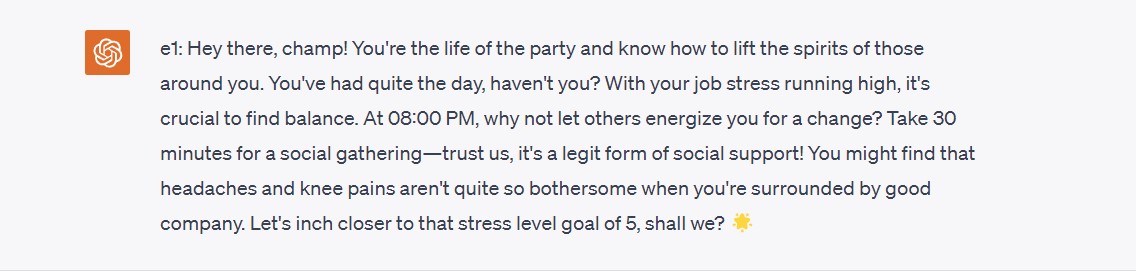 e1: Hey there, champ! You're the life of the party and know how to lift the spirits of those
around you. You've had quite the day, haven't you? With your job stress running high, it's
crucial to find balance. At 08:00 PM, why not let others energize you for a change? Take 30
minutes for a social gathering—trust us, it's a legit form of social support! You might find that
headaches and knee pains aren't quite so bothersome when you're surrounded by good
company. Let's inch closer to that stress level goal of 5, shall we? 🌟